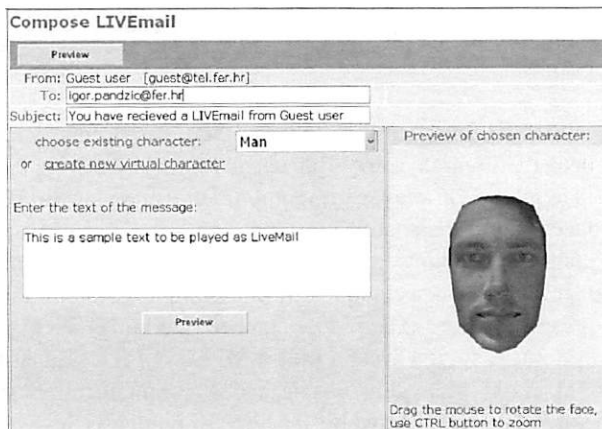 Compose LIVEmail
Preview
From: Guest user [guest@tel.fer.hr]
To: igor.pandzic@fer.hr
Subject: You have recieved a LIVEmail from Guest user
choose existing character: Man
or create new virtual character
Enter the text of the message:
This is a sample text to be played as LiveMail
Preview
Preview of chosen character:
Drag the mouse to rotate the face,
use CTRL button to zoom